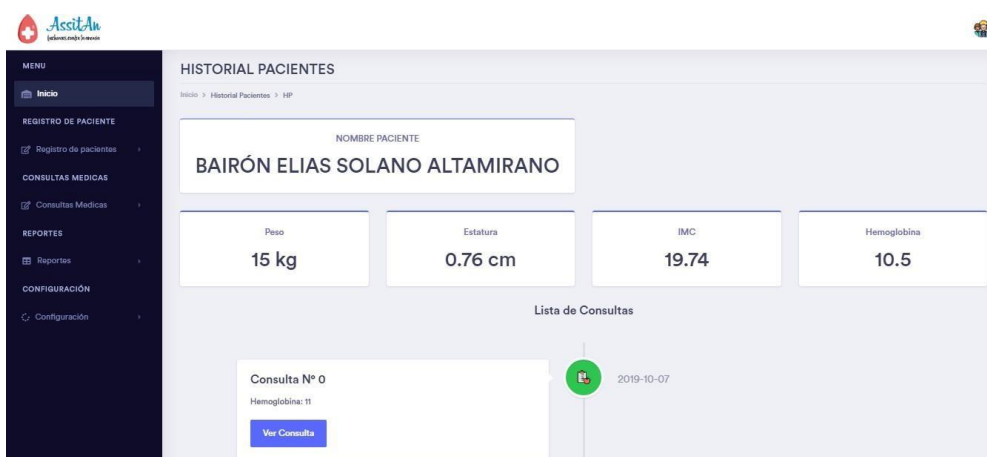 AssitAn
MENU
Inicio
REGISTRO DE PACIENTE
Registro de pacientes
CONSULTAS MEDICAS
Consultas Medicas
REPORTES
Reportes
CONFIGURACIÓN
Configuración
HISTORIAL PACIENTES
Inicio > Historial Pacientes > HP
NOMBRE PACIENTE
BAIRÓN ELIAS SOLANO ALTAMIRANO
Peso
15 kg
Estatura
0.76 cm
IMC
19.74
Hemoglobina
10.5
Lista de Consultas
Consulta Nº 0
Hemoglobina: 11
Ver Consulta
2019-10-07